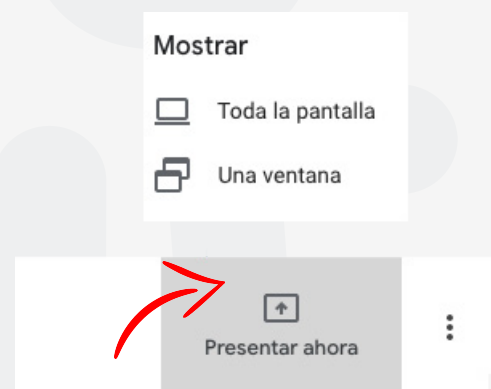 Mostrar
Toda la pantalla
Una ventana
Presentar ahora